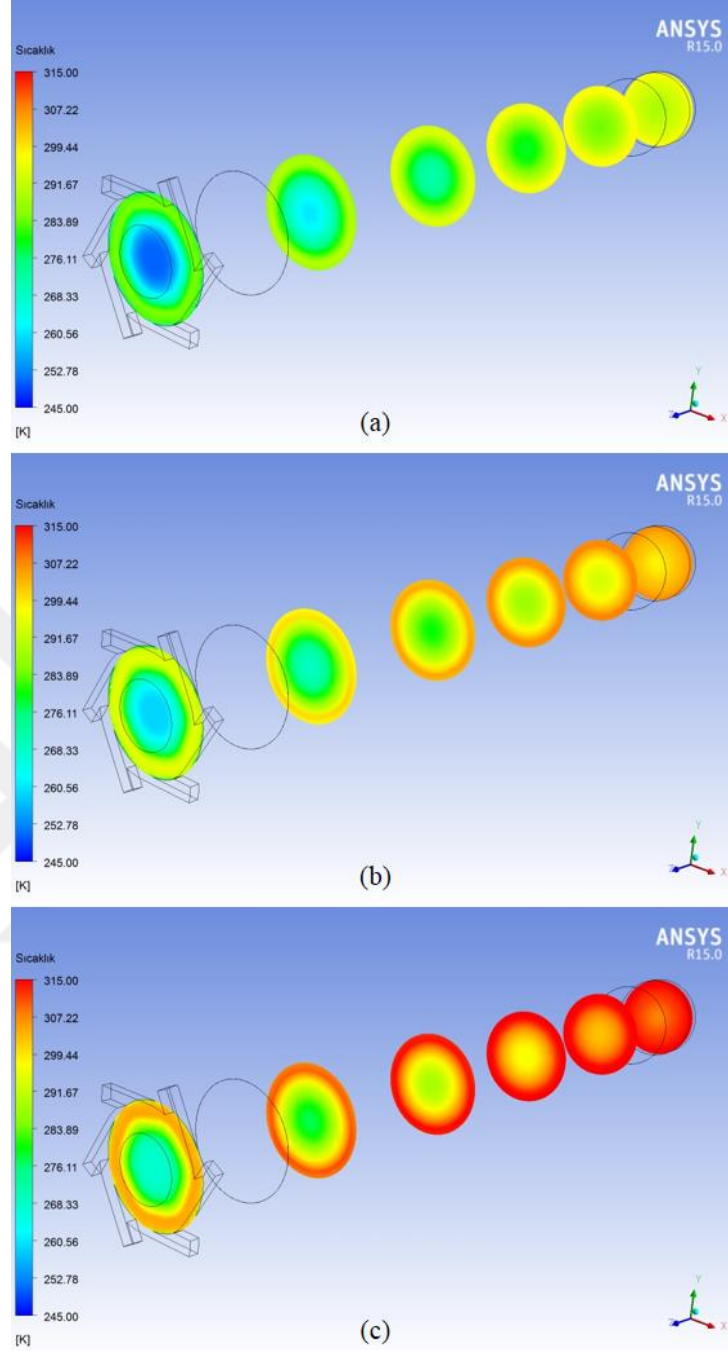 ANSYS
R15.0
Sıcaklık
315.00
307.22
299.44
291.67
283.89
276.11
268.33
260.56
252.78
245.00
[K]
Y
Z
X
(a)
ANSYS
R15.0
Sıcaklık
315.00
307.22
299.44
291.67
283.89
276.11
268.33
260.56
252.78
245.00
[K]
Y
Z
X
(b)
ANSYS
R15.0
Sıcaklık
315.00
307.22
299.44
291.67
283.89
276.11
268.33
260.56
252.78
245.00
[K]
Y
Z
X
(c)